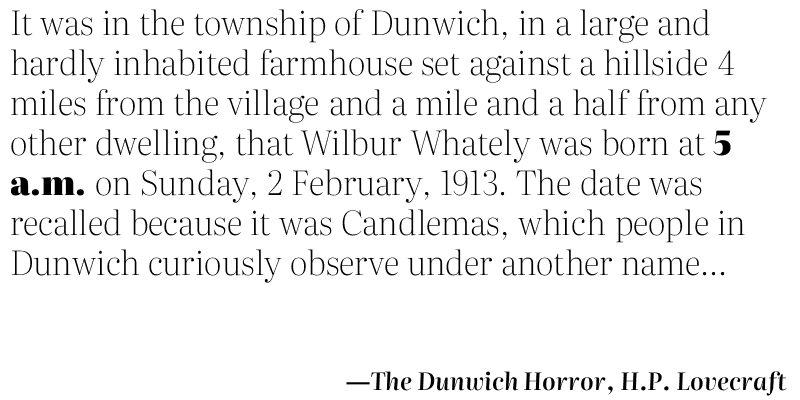 It was in the township of Dunwich, in a large and
hardly inhabited farmhouse set against a hillside 4
miles from the village and a mile and a half from any
other dwelling, that Wilbur Whately was born at 5
a.m. on Sunday, 2 February, 1913. The date was
recalled because it was Candlemas, which people in
Dunwich curiously observe under another name...
—The Dunwich Horror, H.P. Lovecraft